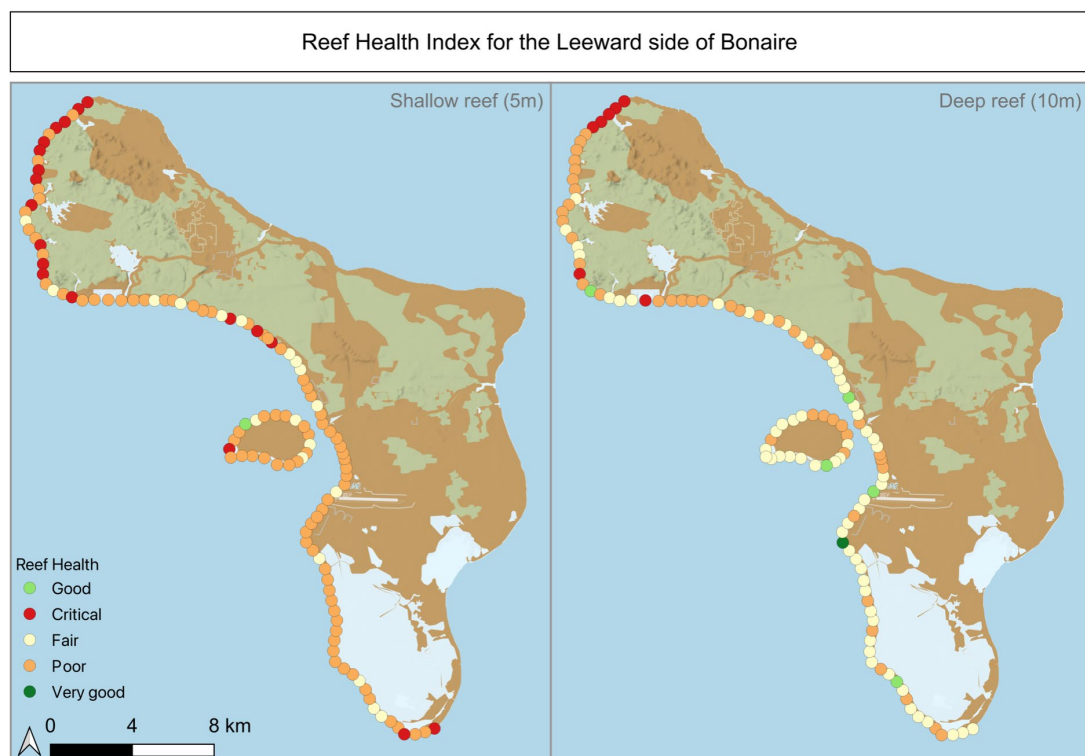 Reef Health Index for the Leeward side of Bonaire
Shallow reef (5m)
Deep reef (10m)
Reef Health
Good
Critical
Fair
Poor
Very good
0 4 8 km